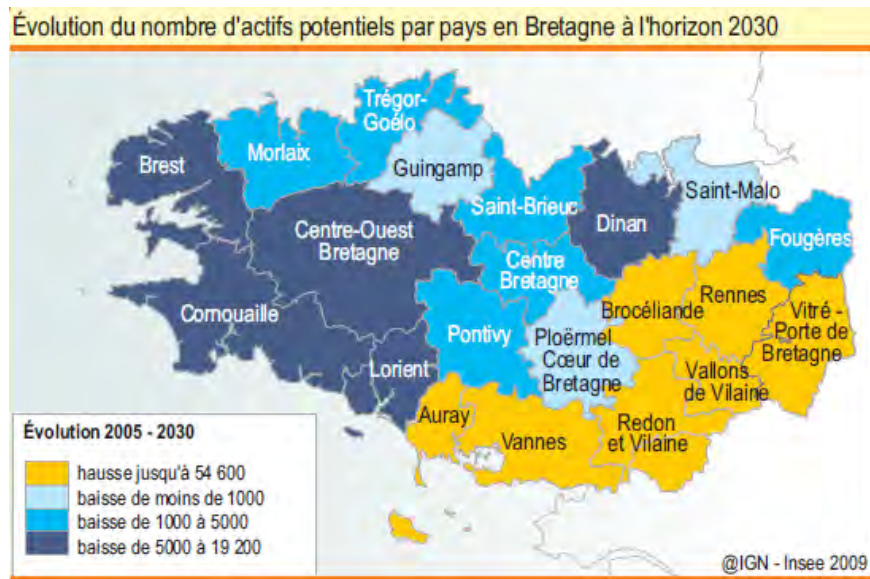 Évolution du nombre d'actifs potentiels par pays en Bretagne à l'horizon 2030
Trégor-
Goélo
Brest
Morlaix
Guingamp
Saint-Malo
Saint-Brieuc
Dinan
Centre-Ouest
Bretagne
Fougères
Centre
Bretagne
Cornouaille
Brocéliande
Rennes
Vitré -
Porte de
Bretagne
Pontivy
Ploërmel
Cœur de
Bretagne
Lorient
Vallons
de Vilaine
Auray
Vannes
Redon
et Vilaine
Évolution 2005 - 2030
hausse jusqu'à 54 600
baisse de moins de 1000
baisse de 1000 à 5000
baisse de 5000 à 19 200
@IGN - Insee 2009